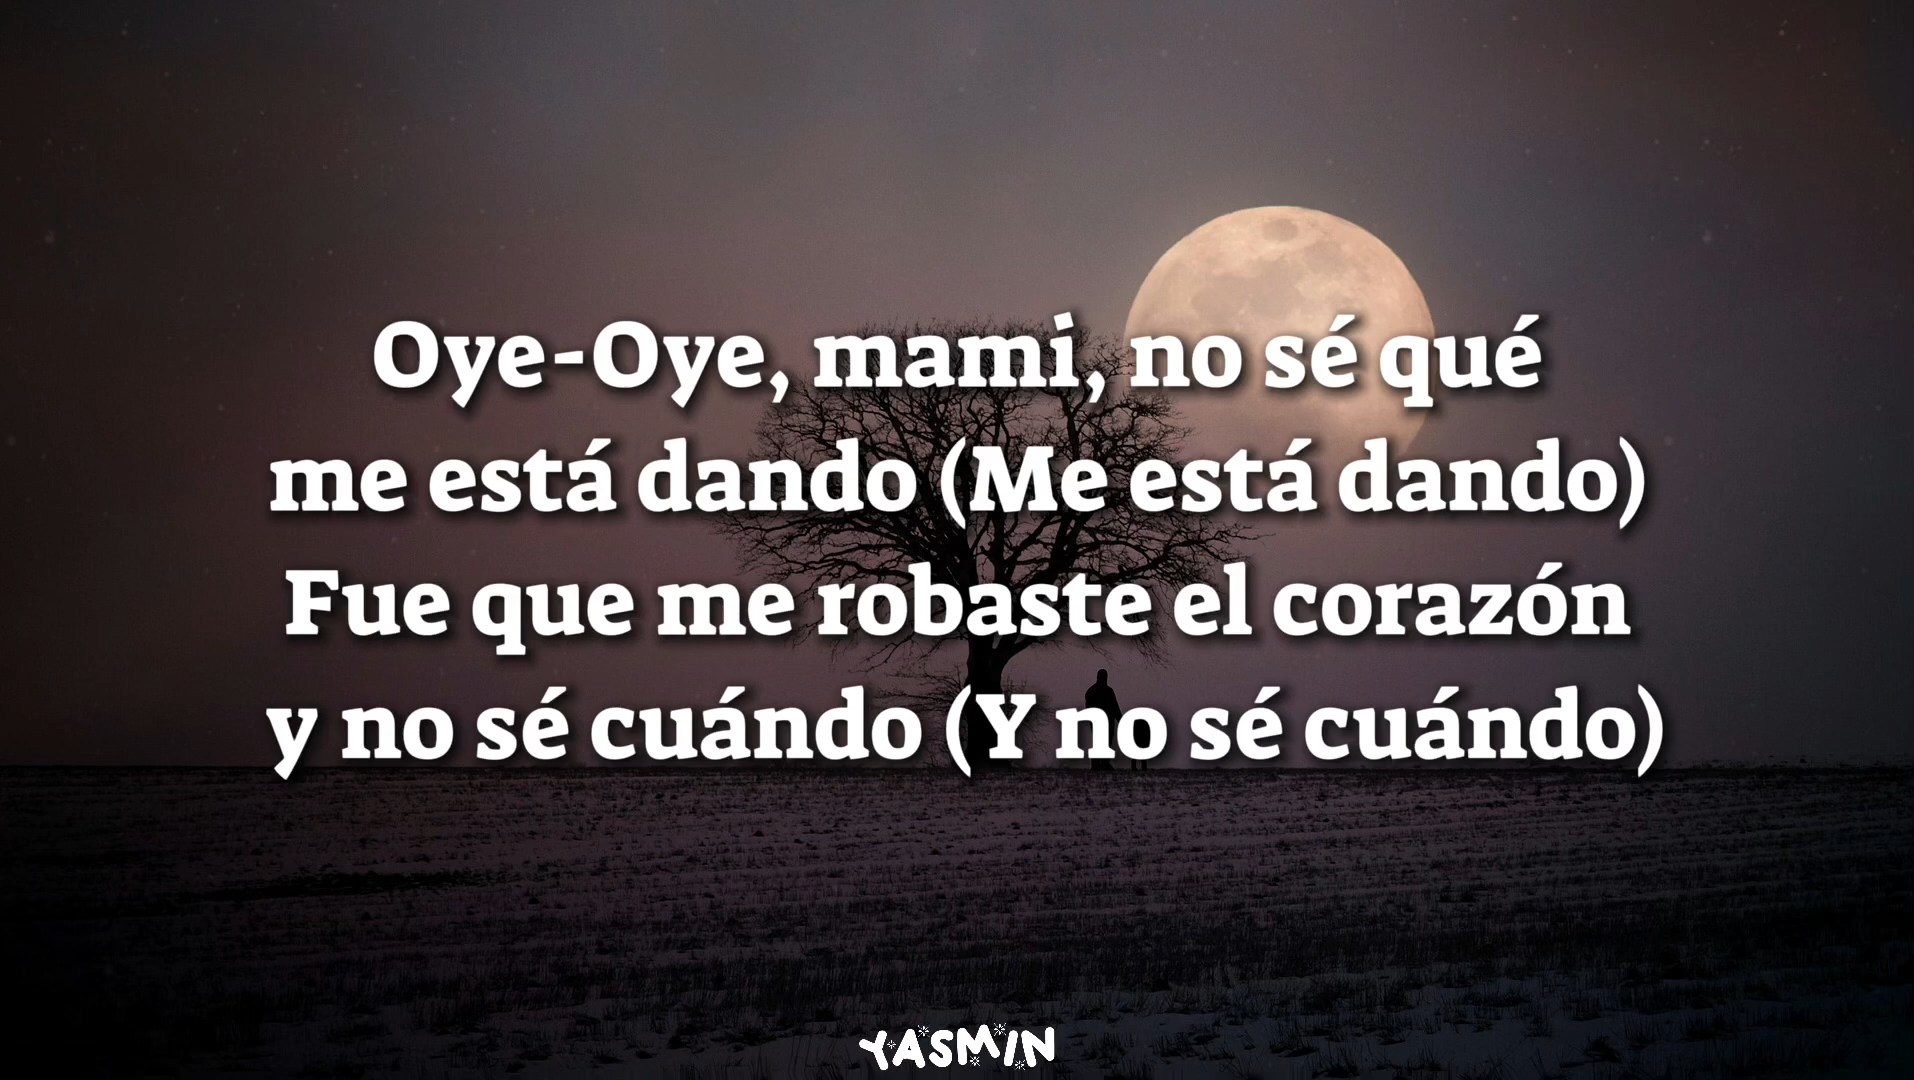 Oye-Oye, mami, no sé qué
me está dando (Me está dando)
Fue que me robaste el corazón
y no sé cuándo (Y no sé cuándo)
YASMIN